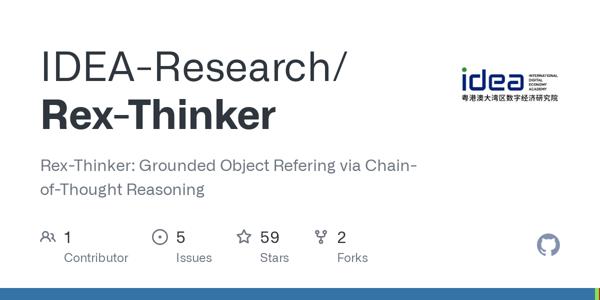 IDEA-Research/
Rex-Thinker
idea
INTERNATIONAL
DIGITAL
ECONOMY
ACADEMY
粤港澳大湾区数字经济研究院
Rex-Thinker: Grounded Object Refering via Chain-
of-Thought Reasoning
1
Contributor
5
Issues
59
Stars
2
Forks